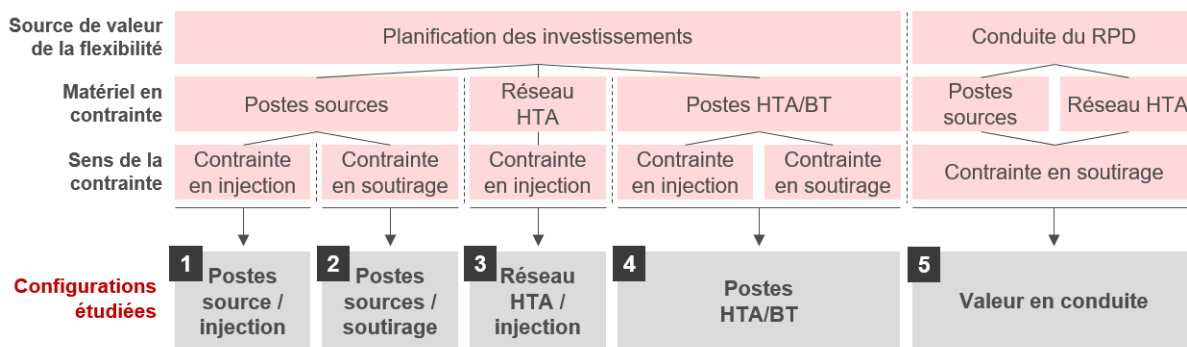 Source de valeur
de la flexibilité
Planification des investissements
Conduite du RPD
Matériel en
contrainte
Postes sources
Réseau
HTA
Postes HTA/BT
Postes
sources
Réseau HTA
Sens de la
contrainte
Contrainte
en injection
Contrainte
en soutirage
Contrainte
en injection
Contrainte
en injection
Contrainte
en soutirage
Contrainte en soutirage
Configurations
étudiées
1
Postes
source /
injection
2
Postes
sources /
soutirage
3
Réseau
HTA /
injection
4
Postes
HTA/BT
5
Valeur en conduite